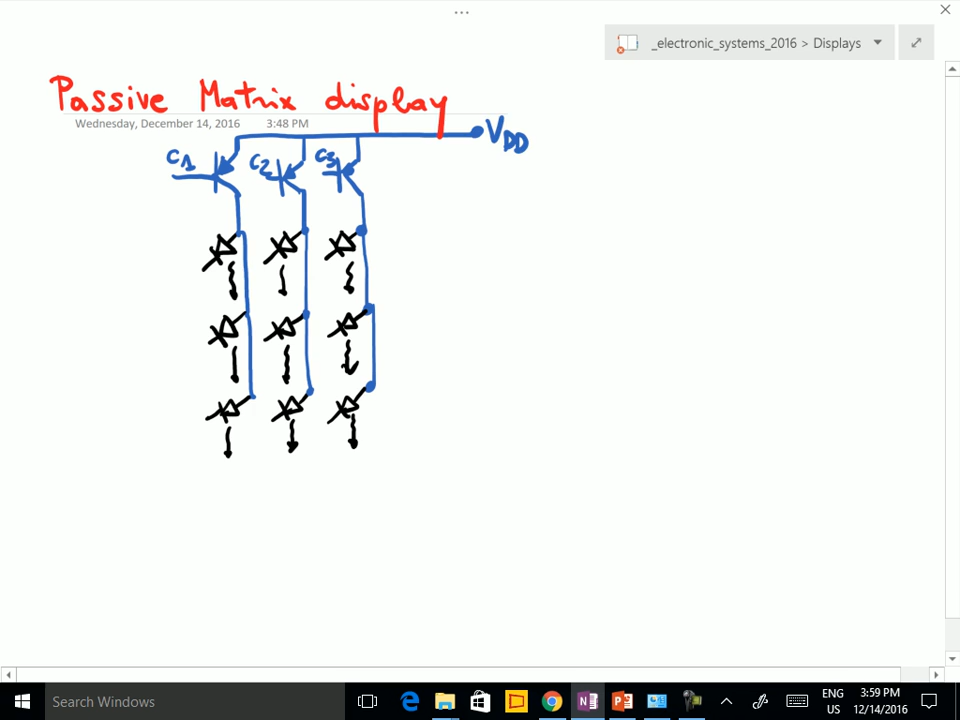 ...
_electronic_systems_2016 > Displays
Passive Matrix display
Wednesday, December 14, 2016 3:48 PM
VDD
C1 C2 C3
Search Windows
ENG
US
3:59 PM
12/14/2016